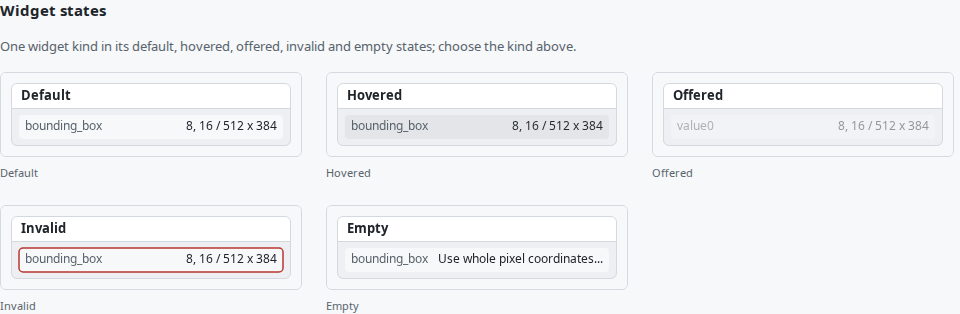 Widget states
One widget kind in its default, hovered, offered, invalid and empty states; choose the kind above.
Default
bounding_box 8, 16 / 512 x 384
Default
Hovered
bounding_box 8, 16 / 512 x 384
Hovered
Offered
value0 8, 16 / 512 x 384
Offered
Invalid
bounding_box 8, 16 / 512 x 384
Invalid
Empty
bounding_box Use whole pixel coordinates...
Empty